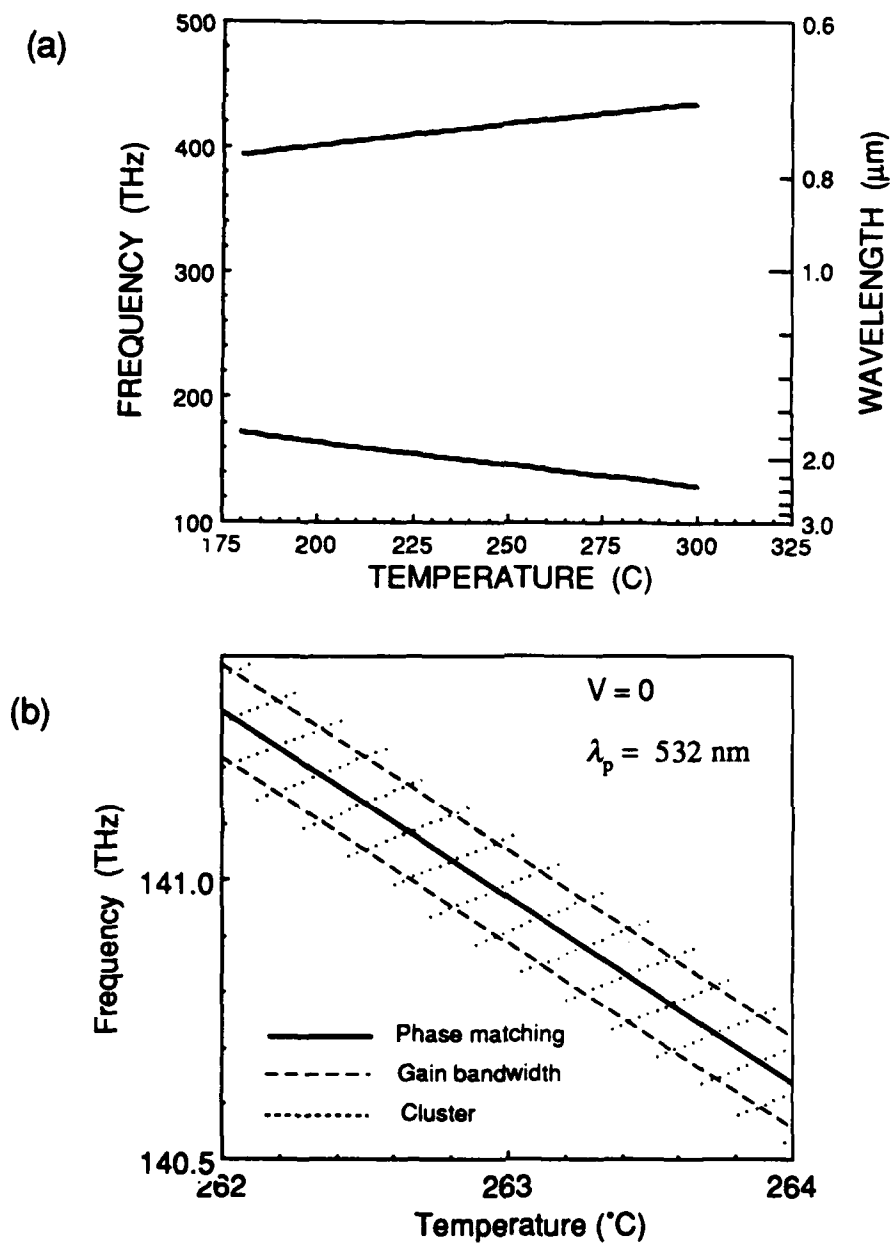 (a)
500
400
300
200
100
FREQUENCY (THz)
0.6
0.8
1.0
2.0
3.0
WAVELENGTH (μm)
175 200 225 250 275 300 325
TEMPERATURE (C)
(b)
V = 0
λp = 532 nm
141.0
140.5
Frequency (THz)
Phase matching
Gain bandwidth
Cluster
262 263 264
Temperature (°C)